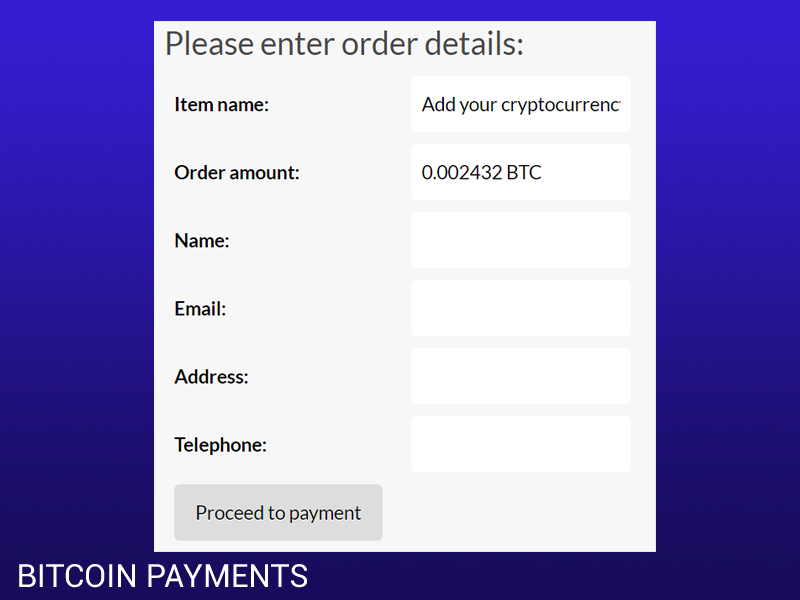 Please enter order details:
Item name: Add your cryptocurrenc
Order amount: 0.002432 BTC
Name:
Email:
Address:
Telephone:
Proceed to payment
BITCOIN PAYMENTS